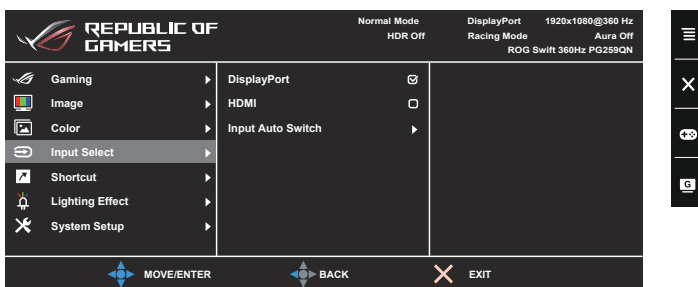 REPUBLIC OF
GAMERS
Normal Mode
HDR Off
DisplayPort 1920x1080@360 Hz
Racing Mode Aura Off
ROG Swift 360Hz PG259QN
Gaming
Image
Color
Input Select
Shortcut
Lighting Effect
System Setup
DisplayPort
HDMI
Input Auto Switch
MOVE/ENTER
BACK
EXIT
G